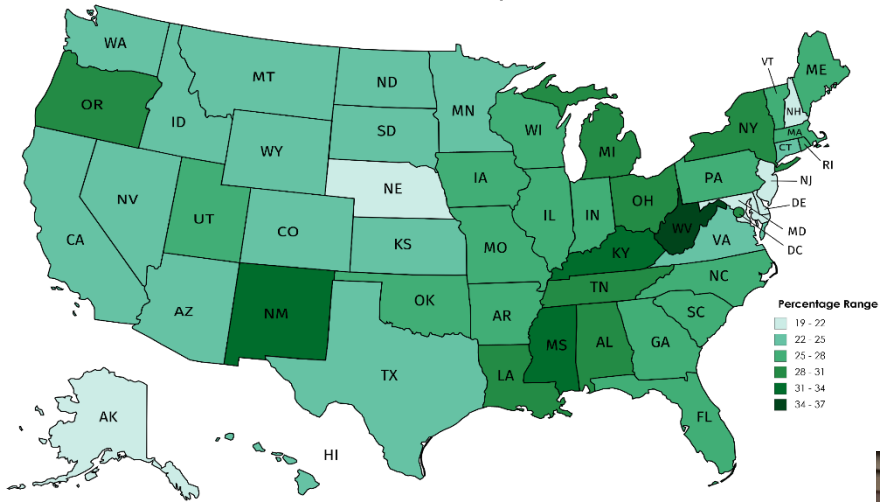 WA
MT
ND
MN
VT
ME
OR
ID
SD
WI
NH
WY
MI
NY
MA
CT
RI
NE
IA
PA
NJ
NV
UT
IL
IN
OH
DE
CO
KS
MO
WV
VA
MD
DC
CA
KY
NC
AZ
NM
OK
AR
TN
SC
Percentage Range
19 - 22
22 - 25
25 - 28
28 - 31
31 - 34
34 - 37
MS
AL
GA
TX
LA
FL
AK
HI